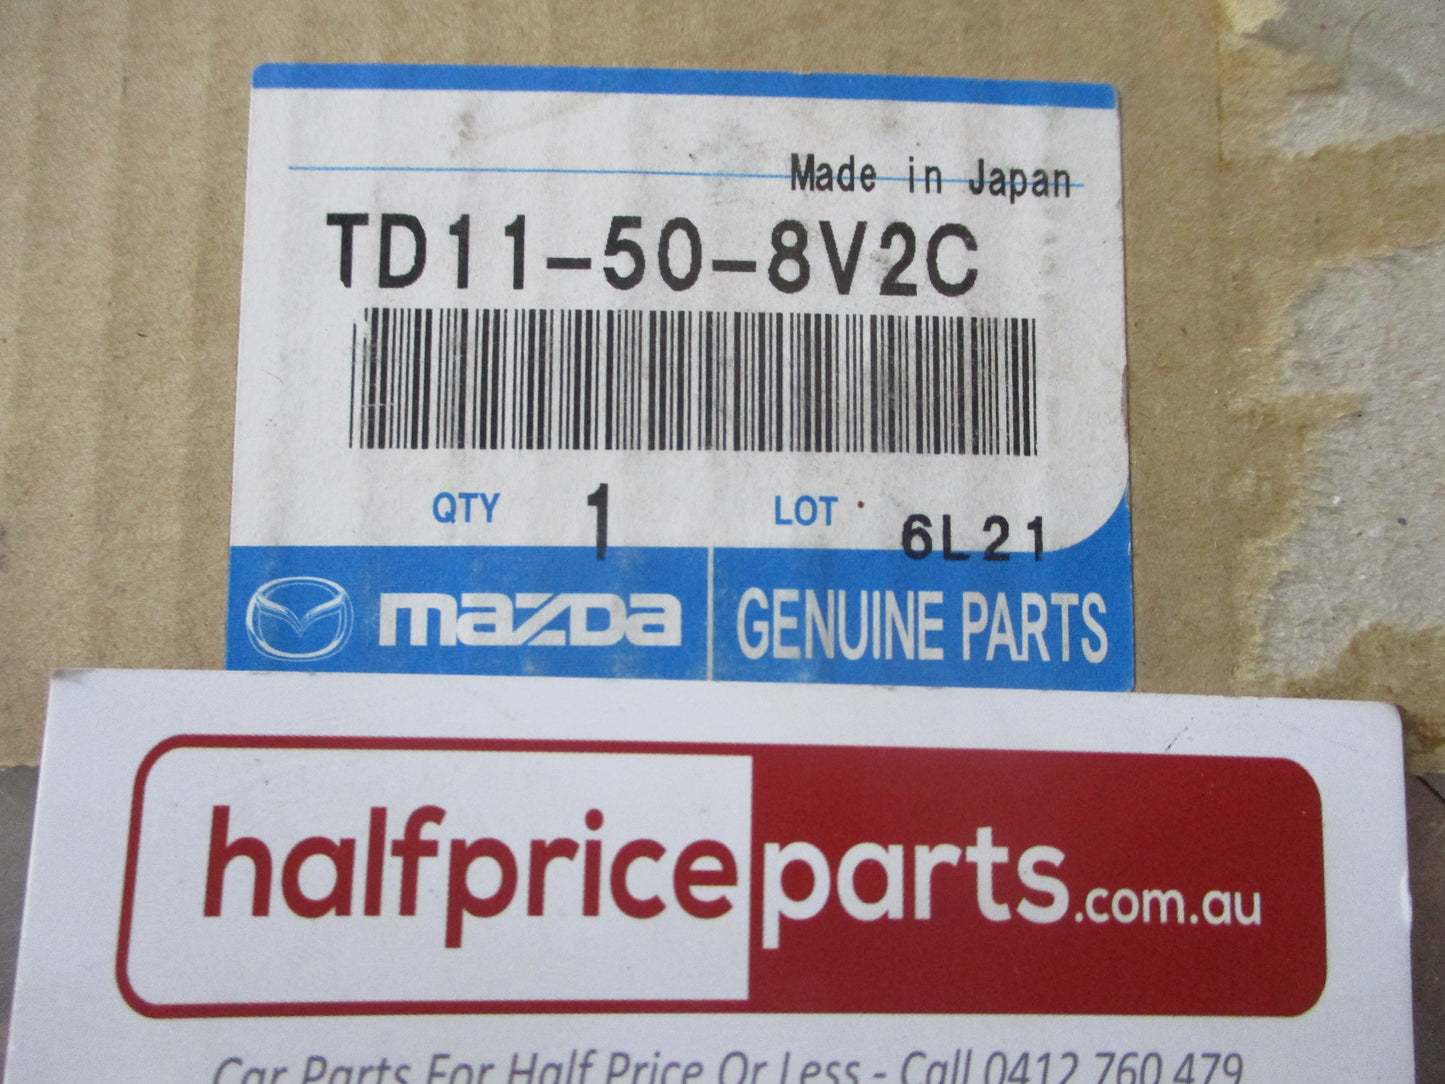 Made in Japan
TD11-50-8V2C
QTY 1 LOT 6L21
mazda GENUINE PARTS
halfpriceparts.com.au
Car Parts For Half Price Or Less - Call 0412 760 479